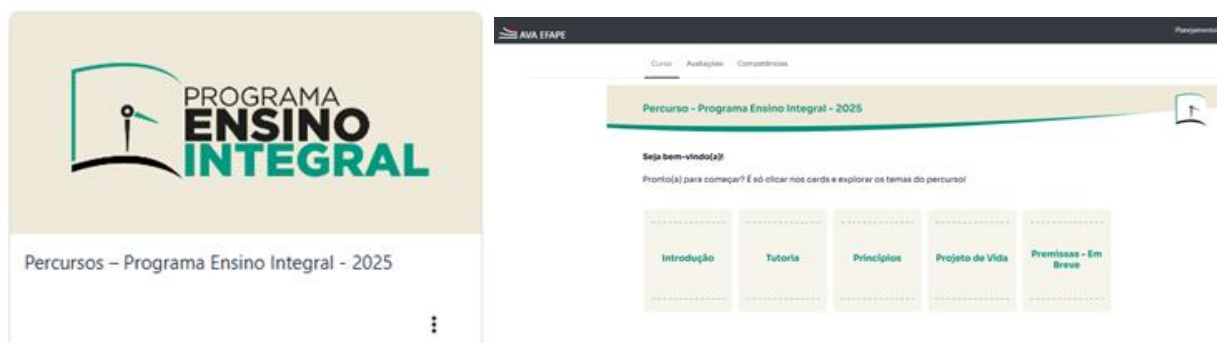 PROGRAMA
ENSINO
INTEGRAL
Percursos – Programa Ensino Integral - 2025
AVA EFAPE
Planejamento
Curso Avaliações Competências
Percurso - Programa Ensino Integral - 2025
Seja bem-vindo(a)!
Pronto(a) para começar? É só clicar nos cards e explorar os temas do percurso!
Introdução
Tutoria
Princípios
Projeto de Vida
Premissas - Em
Breve